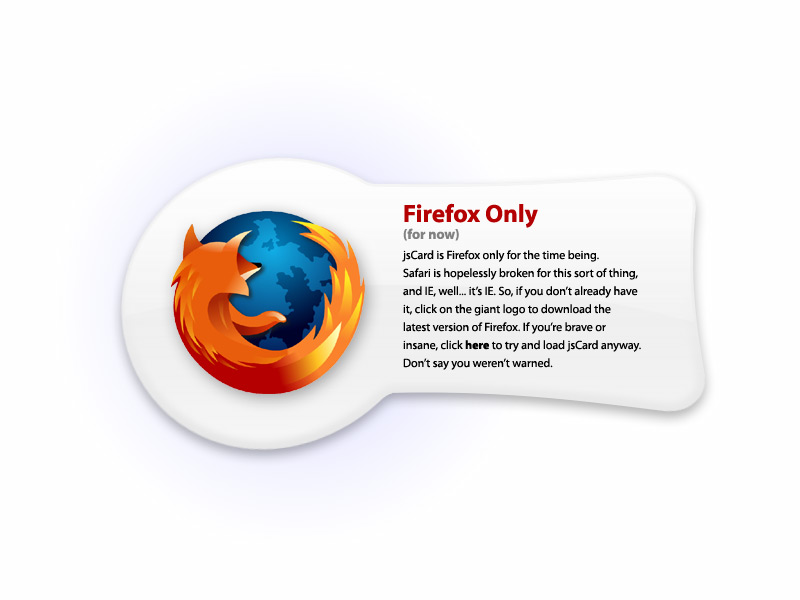 Firefox Only
(for now)
jsCard is Firefox only for the time being.
Safari is hopelessly broken for this sort of thing,
and IE, well... it's IE. So, if you don't already have
it, click on the giant logo to download the
latest version of Firefox. If you're brave or
insane, click here to try and load jsCard anyway.
Don't say you weren't warned.